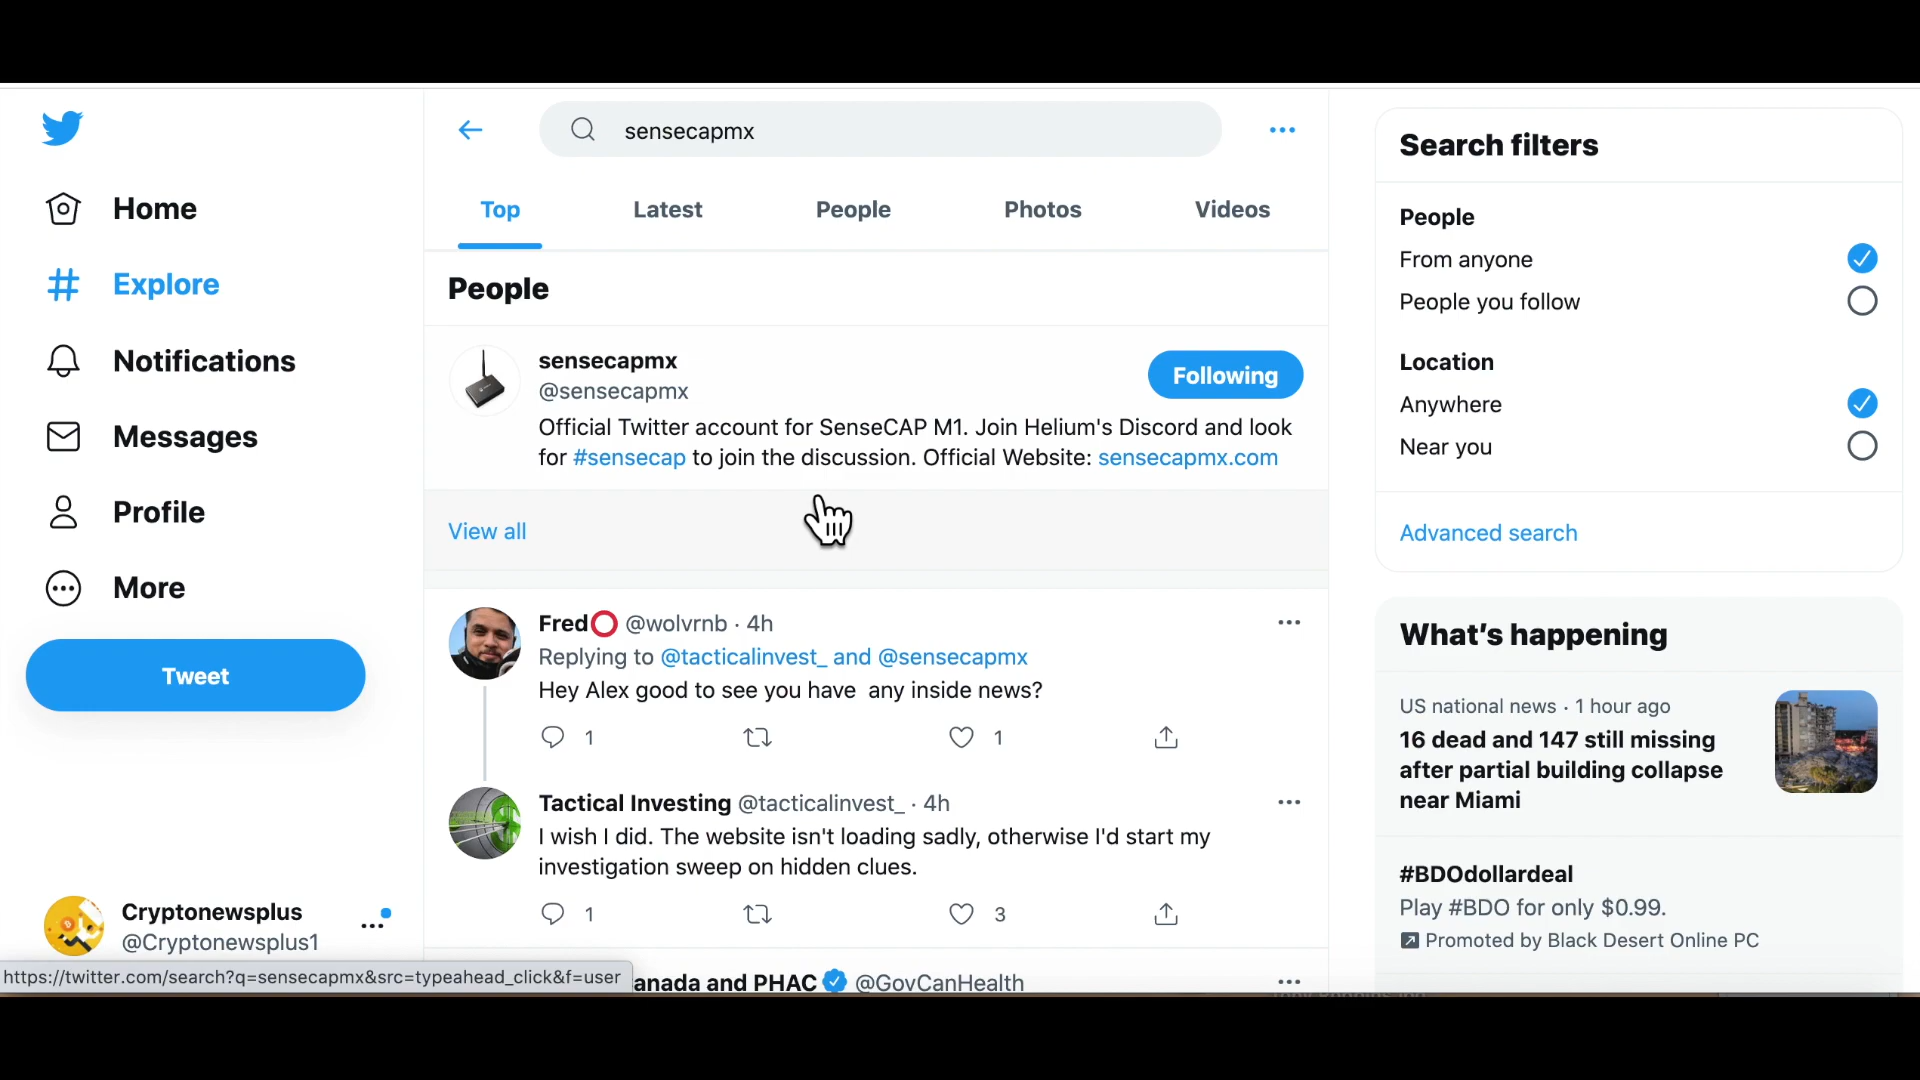 sensecapmx
Home
Explore
Notifications
Messages
Profile
More
Tweet
Cryptonewsplus
@Cryptonewsplus1
https://twitter.com/search?q=sensecapmx&src=typeahead_click&f=user
Top Latest People Photos Videos
People
sensecapmx
@sensecapmx
Following
Official Twitter account for SenseCAP M1. Join Helium's Discord and look
for #sensecap to join the discussion. Official Website: sensecapmx.com
View all
Fred @wolvrnb · 4h
Replying to @tacticalinvest_ and @sensecapmx
Hey Alex good to see you have any inside news?
1 1
Tactical Investing @tacticalinvest_ · 4h
I wish I did. The website isn't loading sadly, otherwise I'd start my
investigation sweep on hidden clues.
1 3
anada and PHAC @GovCanHealth
Search filters
People
From anyone
People you follow
Location
Anywhere
Near you
Advanced search
What's happening
US national news · 1 hour ago
16 dead and 147 still missing
after partial building collapse
near Miami
#BDOdollardeal
Play #BDO for only $0.99.
Promoted by Black Desert Online PC